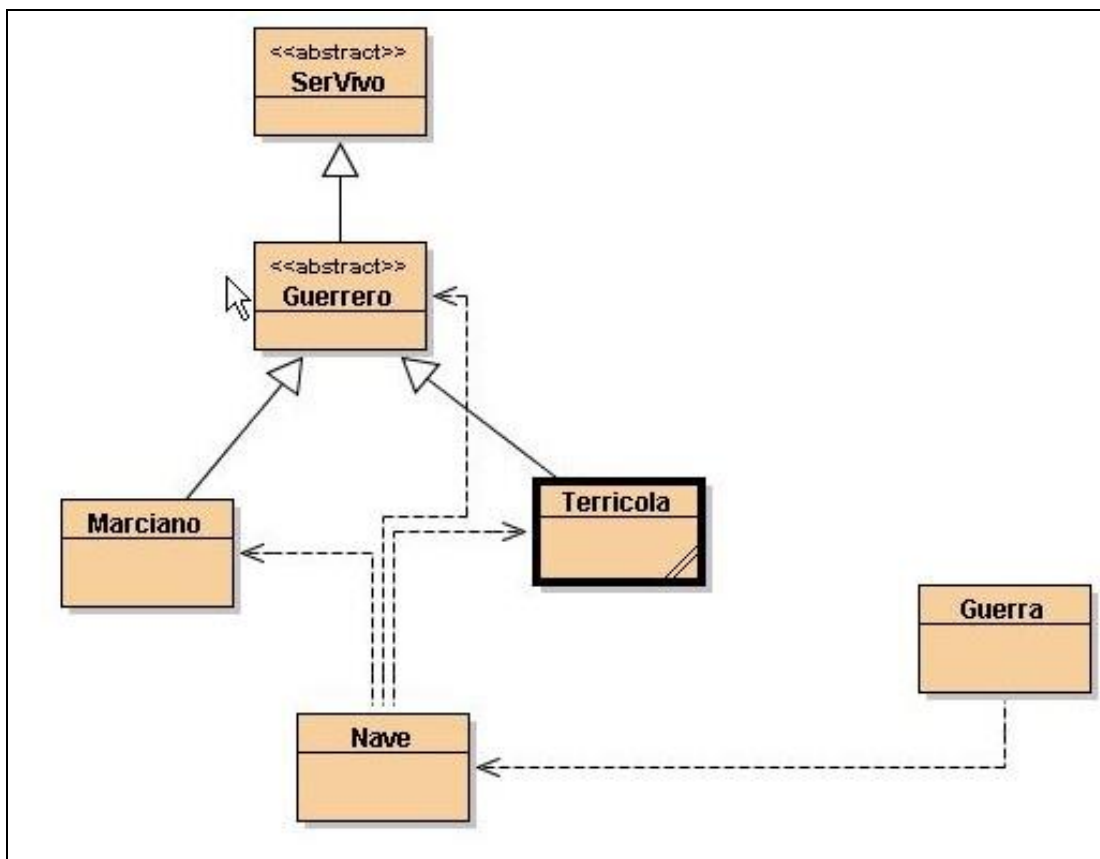 <<abstract>>
SerVivo
<<abstract>>
Guerrero
Marciano
Terricola
Guerra
Nave